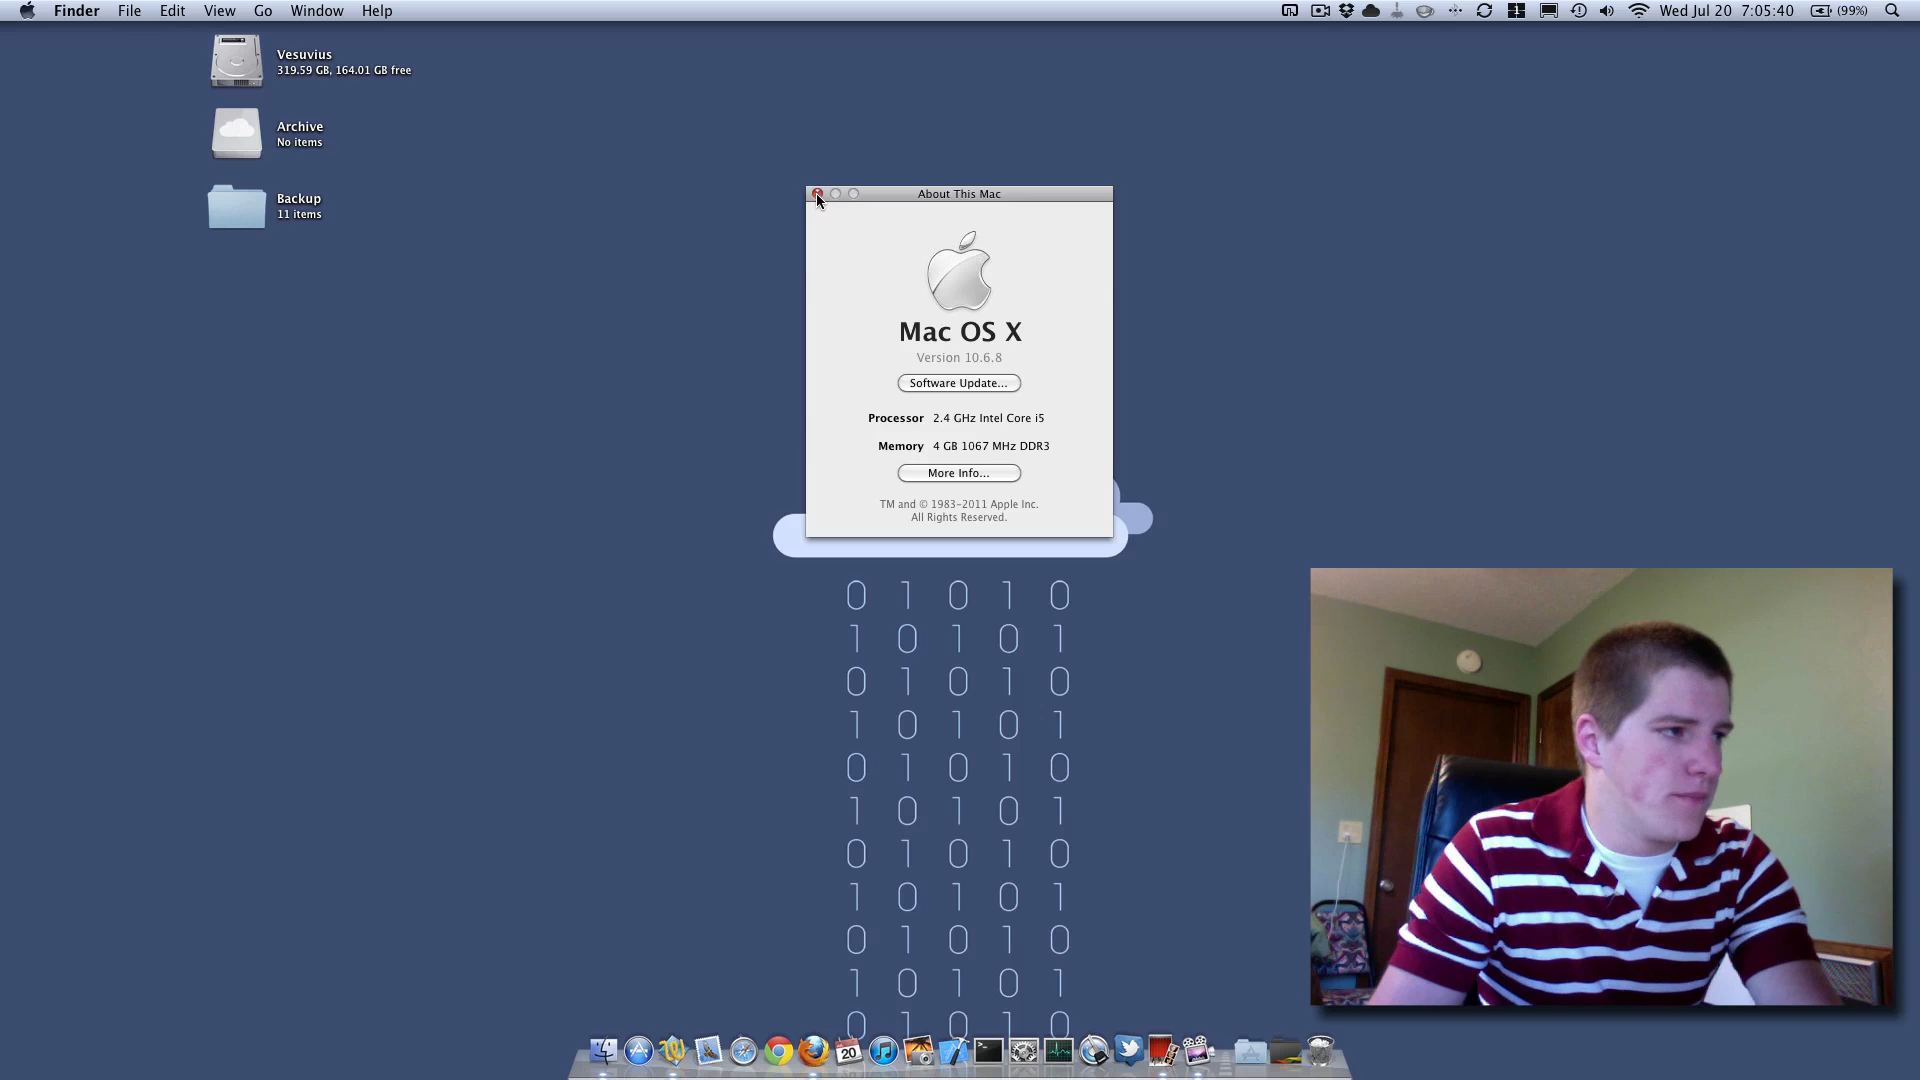 Finder File Edit View Go Window Help
1
Wed Jul 20 7:05:40
(99%)
Vesuvius
319.59 GB, 164.01 GB free
Archive
No items
Backup
11 items
About This Mac
Mac OS X
Version 10.6.8
Software Update...
Processor 2.4 GHz Intel Core i5
Memory 4 GB 1067 MHz DDR3
More Info...
TM and © 1983-2011 Apple Inc.
All Rights Reserved.
0 1 0 1 0
1 0 1 0 1
0 1 0 1 0
1 0 1 0 1
0 1 0 1 0
1 0 1 0 1
0 1 0 1 0
1 0 1 0 1
0 1 0 1 0
1 0 1 0 1
0 1 0 1 0
20